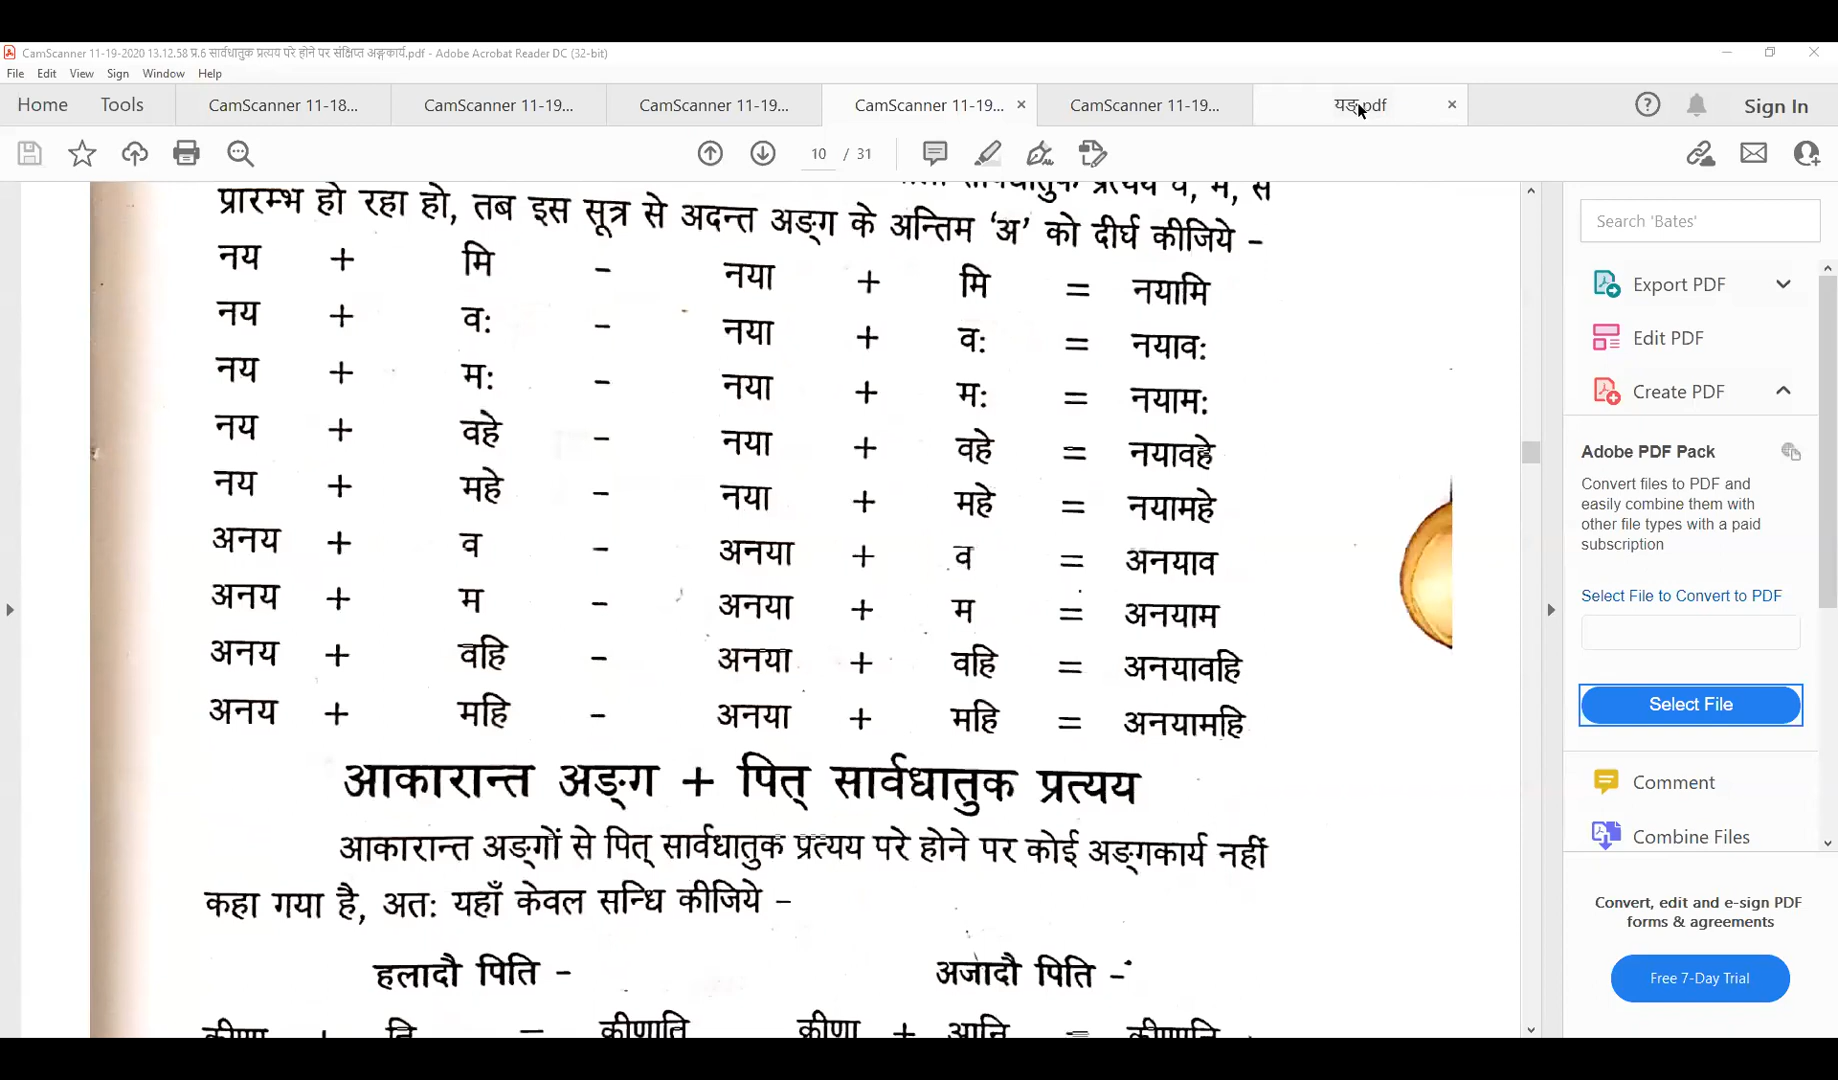 CamScanner 11-19-2020 13.12.58 प्र.6 सार्वधातुक प्रत्यय परे होने पर संक्षिप्त अङ्गकार्य.pdf - Adobe Acrobat Reader DC (32-bit)
File Edit View Sign Window Help
Home Tools CamScanner 11-18... CamScanner 11-19... CamScanner 11-19... CamScanner 11-19... CamScanner 11-19... यङ्.pdf Sign In
10 / 31
सार्वधातुक प्रत्यय व, म, स
प्रारम्भ हो रहा हो, तब इस सूत्र से अदन्त अङ्ग के अन्तिम ‘अ’ को दीर्घ कीजिये -
नय + मि - नया + मि = नयामि
नय + व: - नया + व: = नयाव:
नय + म: - नया + म: = नयाम:
नय + वहे - नया + वहे = नयावहे
नय + महे - नया + महे = नयामहे
अनय + व - अनया + व = अनयाव
अनय + म - अनया + म = अनयाम
अनय + वहि - अनया + वहि = अनयावहि
अनय + महि - अनया + महि = अनयामहि
आकारान्त अङ्ग + पित् सार्वधातुक प्रत्यय
आकारान्त अङ्गों से पित् सार्वधातुक प्रत्यय परे होने पर कोई अङ्गकार्य नहीं
कहा गया है, अत: यहाँ केवल सन्धि कीजिये -
हलादौ पिति - अजादौ पिति -
क्रीणा + ति = क्रीणाति क्रीणा + आनि = क्रीणानि
Search 'Bates'
Export PDF
Edit PDF
Create PDF
Adobe PDF Pack
Convert files to PDF and
easily combine them with
other file types with a paid
subscription
Select File to Convert to PDF
Select File
Comment
Combine Files
Convert, edit and e-sign PDF
forms & agreements
Free 7-Day Trial